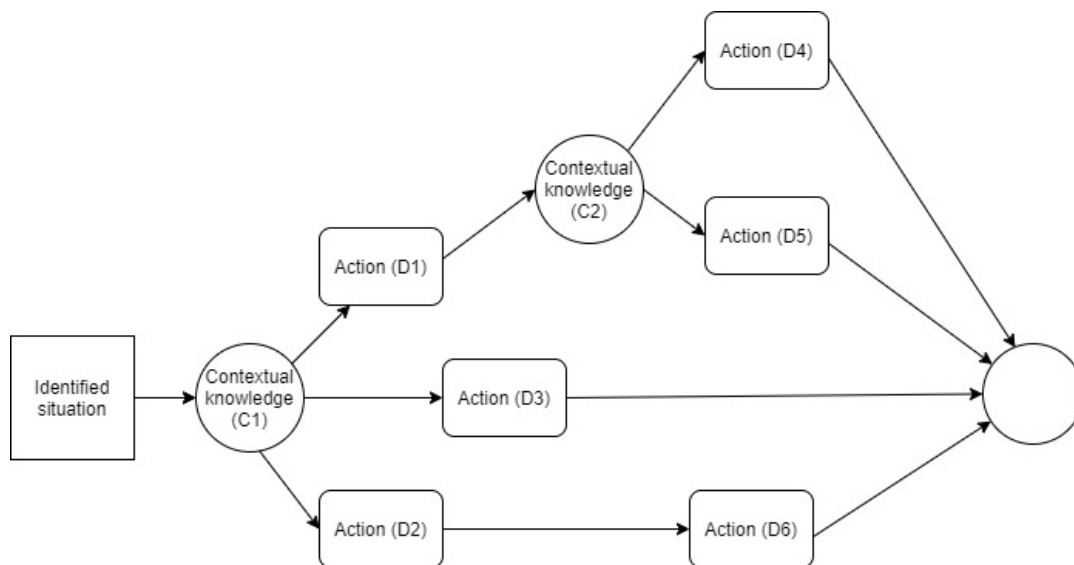 Action (D4)
Contextual
knowledge
(C2)
Action (D5)
Action (D1)
Identified
situation
Contextual
knowledge
(C1)
Action (D3)
Action (D2)
Action (D6)